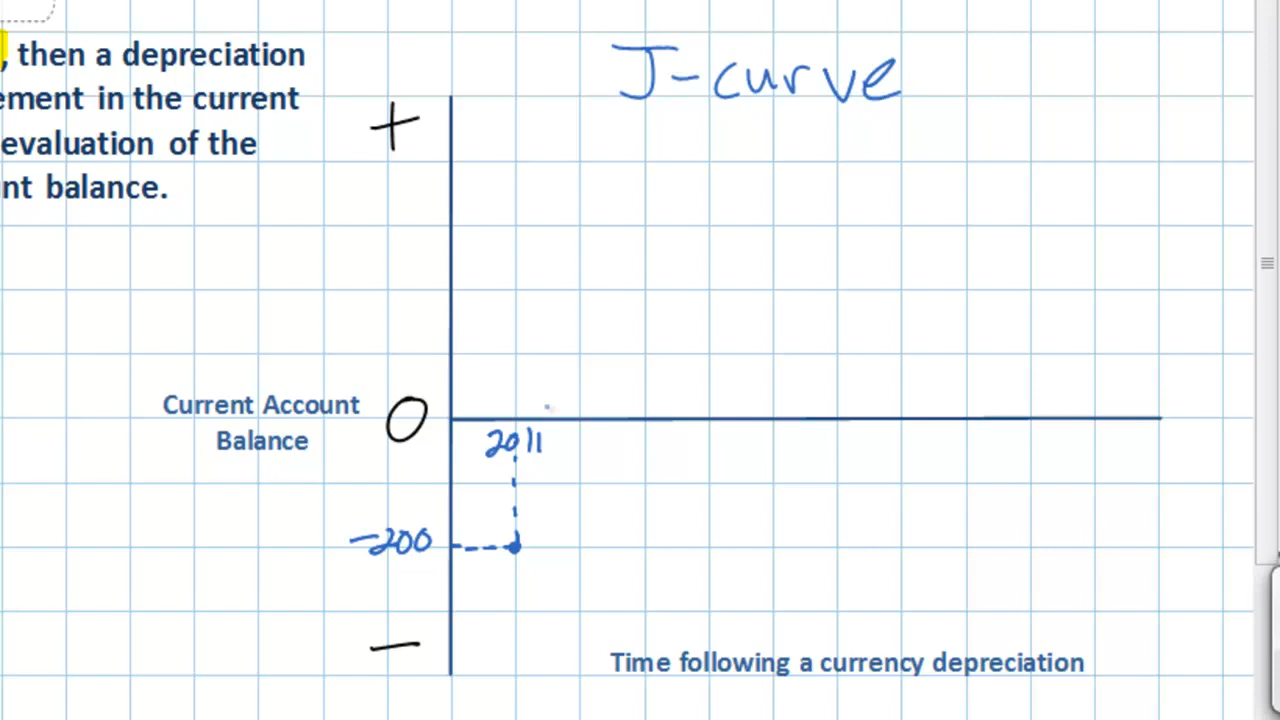 , then a depreciation
ement in the current
evaluation of the
nt balance.
J-curve
+
Current Account
Balance
0
2011
-200
-
Time following a currency depreciation